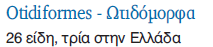 Otidiformes - Ωτιδόμορφα
26 είδη, τρία στην Ελλάδα